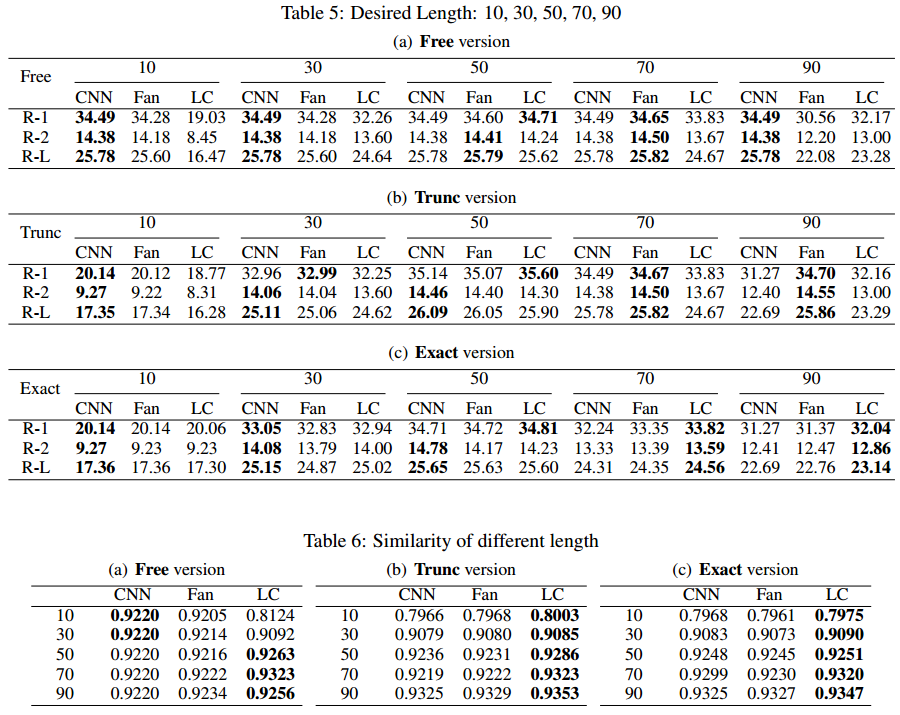 Table 5: Desired Length: 10, 30, 50, 70, 90
(a) Free version
Free 10 30 50 70 90
CNN Fan LC CNN Fan LC CNN Fan LC CNN Fan LC CNN Fan LC
R-1 34.49 34.28 19.03 34.49 34.28 32.26 34.49 34.60 34.71 34.49 34.65 33.83 34.49 30.56 32.17
R-2 14.38 14.18 8.45 14.38 14.18 13.60 14.38 14.41 14.24 14.38 14.50 13.67 14.38 12.20 13.00
R-L 25.78 25.60 16.47 25.78 25.60 24.64 25.78 25.79 25.62 25.78 25.82 24.67 25.78 22.08 23.28
(b) Trunc version
Trunc 10 30 50 70 90
CNN Fan LC CNN Fan LC CNN Fan LC CNN Fan LC CNN Fan LC
R-1 20.14 20.12 18.77 32.96 32.99 32.25 35.14 35.07 35.60 34.49 34.67 33.83 31.27 34.70 32.16
R-2 9.27 9.22 8.31 14.06 14.04 13.60 14.46 14.40 14.30 14.38 14.50 13.67 12.40 14.55 13.00
R-L 17.35 17.34 16.28 25.11 25.06 24.62 26.09 26.05 25.90 25.78 25.82 24.67 22.69 25.86 23.29
(c) Exact version
Exact 10 30 50 70 90
CNN Fan LC CNN Fan LC CNN Fan LC CNN Fan LC CNN Fan LC
R-1 20.14 20.14 20.06 33.05 32.83 32.94 34.71 34.72 34.81 32.24 33.35 33.82 31.27 31.37 32.04
R-2 9.27 9.23 9.23 14.08 13.79 14.00 14.78 14.17 14.23 13.33 13.39 13.59 12.41 12.47 12.86
R-L 17.36 17.36 17.30 25.15 24.87 25.02 25.65 25.63 25.60 24.31 24.35 24.56 22.69 22.76 23.14
Table 6: Similarity of different length
(a) Free version (b) Trunc version (c) Exact version
CNN Fan LC CNN Fan LC CNN Fan LC
10 0.9220 0.9205 0.8124 10 0.7966 0.7968 0.8003 10 0.7968 0.7961 0.7975
30 0.9220 0.9214 0.9092 30 0.9079 0.9080 0.9085 30 0.9083 0.9073 0.9090
50 0.9220 0.9216 0.9263 50 0.9236 0.9231 0.9286 50 0.9248 0.9245 0.9251
70 0.9220 0.9222 0.9323 70 0.9219 0.9222 0.9323 70 0.9299 0.9230 0.9320
90 0.9220 0.9234 0.9256 90 0.9325 0.9329 0.9353 90 0.9325 0.9327 0.9347